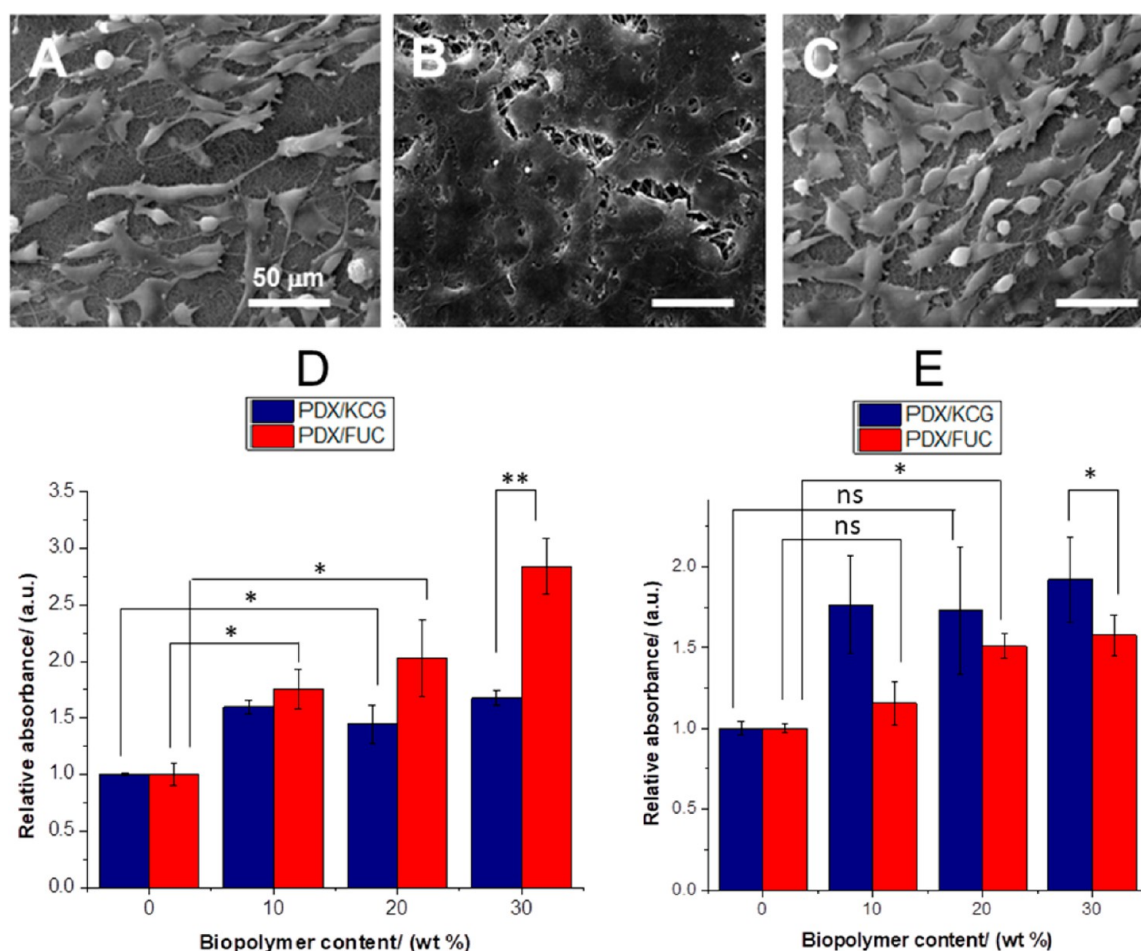 A
B
C
50 μm
D
PDX/KCG
PDX/FUC
3.5
3.0
2.5
2.0
1.5
1.0
0.5
0.0
Relative absorbance/ (a.u.)
*
*
*
**
0
10
20
30
Biopolymer content/ (wt %)
E
PDX/KCG
PDX/FUC
2.0
1.5
1.0
0.5
0.0
Relative absorbance/ (a.u.)
*
ns
ns
*
0
10
20
30
Biopolymer content/ (wt %)